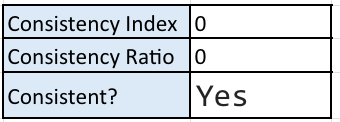 Consistency Index 0
Consistency Ratio 0
Consistent? Yes